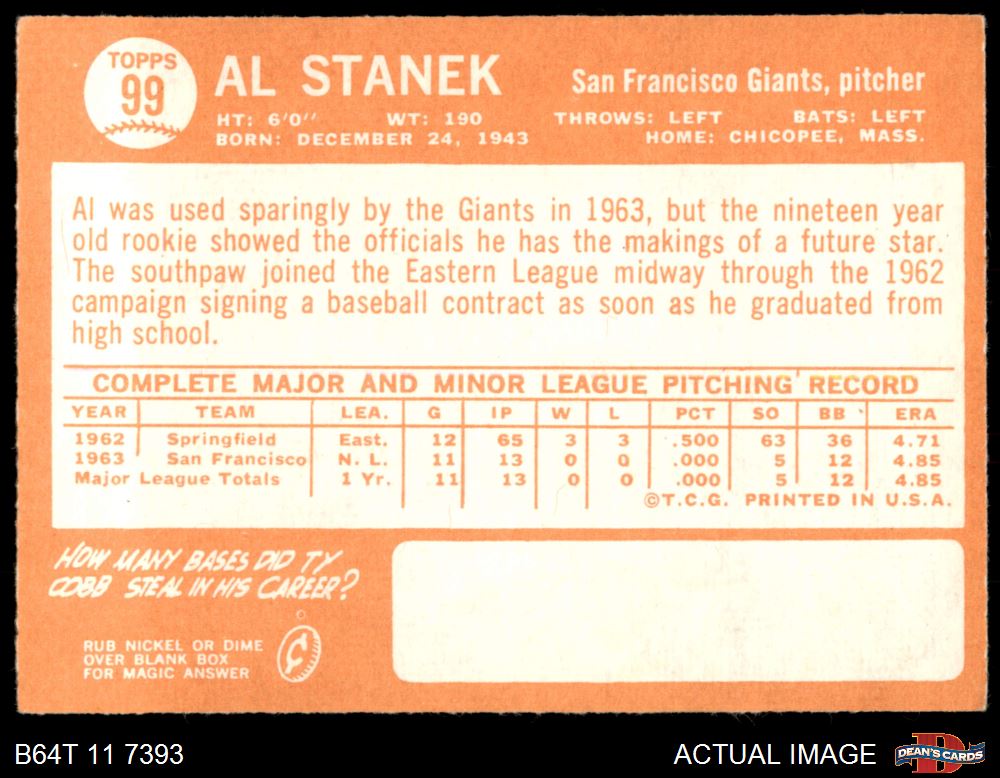 TOPPS
99
AL STANEK
San Francisco Giants, pitcher
HT: 6'0" WT: 190 THROWS: LEFT BATS: LEFT
BORN: DECEMBER 24, 1943 HOME: CHICOPEE, MASS.
Al was used sparingly by the Giants in 1963, but the nineteen year
old rookie showed the officials he has the makings of a future star.
The southpaw joined the Eastern League midway through the 1962
campaign signing a baseball contract as soon as he graduated from
high school.
COMPLETE MAJOR AND MINOR LEAGUE PITCHING RECORD
YEAR TEAM LEA. G IP W L PCT SO BB ERA
1962 Springfield East. 12 65 3 3 .500 63 36 4.71
1963 San Francisco N. L. 11 13 0 0 .000 5 12 4.85
Major League Totals 1 Yr. 11 13 0 0 .000 5 12 4.85
©T.C.G. PRINTED IN U.S.A.
HOW MANY BASES DID TY
COBB STEAL IN HIS CAREER?
RUB NICKEL OR DIME
OVER BLANK BOX
FOR MAGIC ANSWER
B64T 11 7393
ACTUAL IMAGE
DEAN'S CARDS